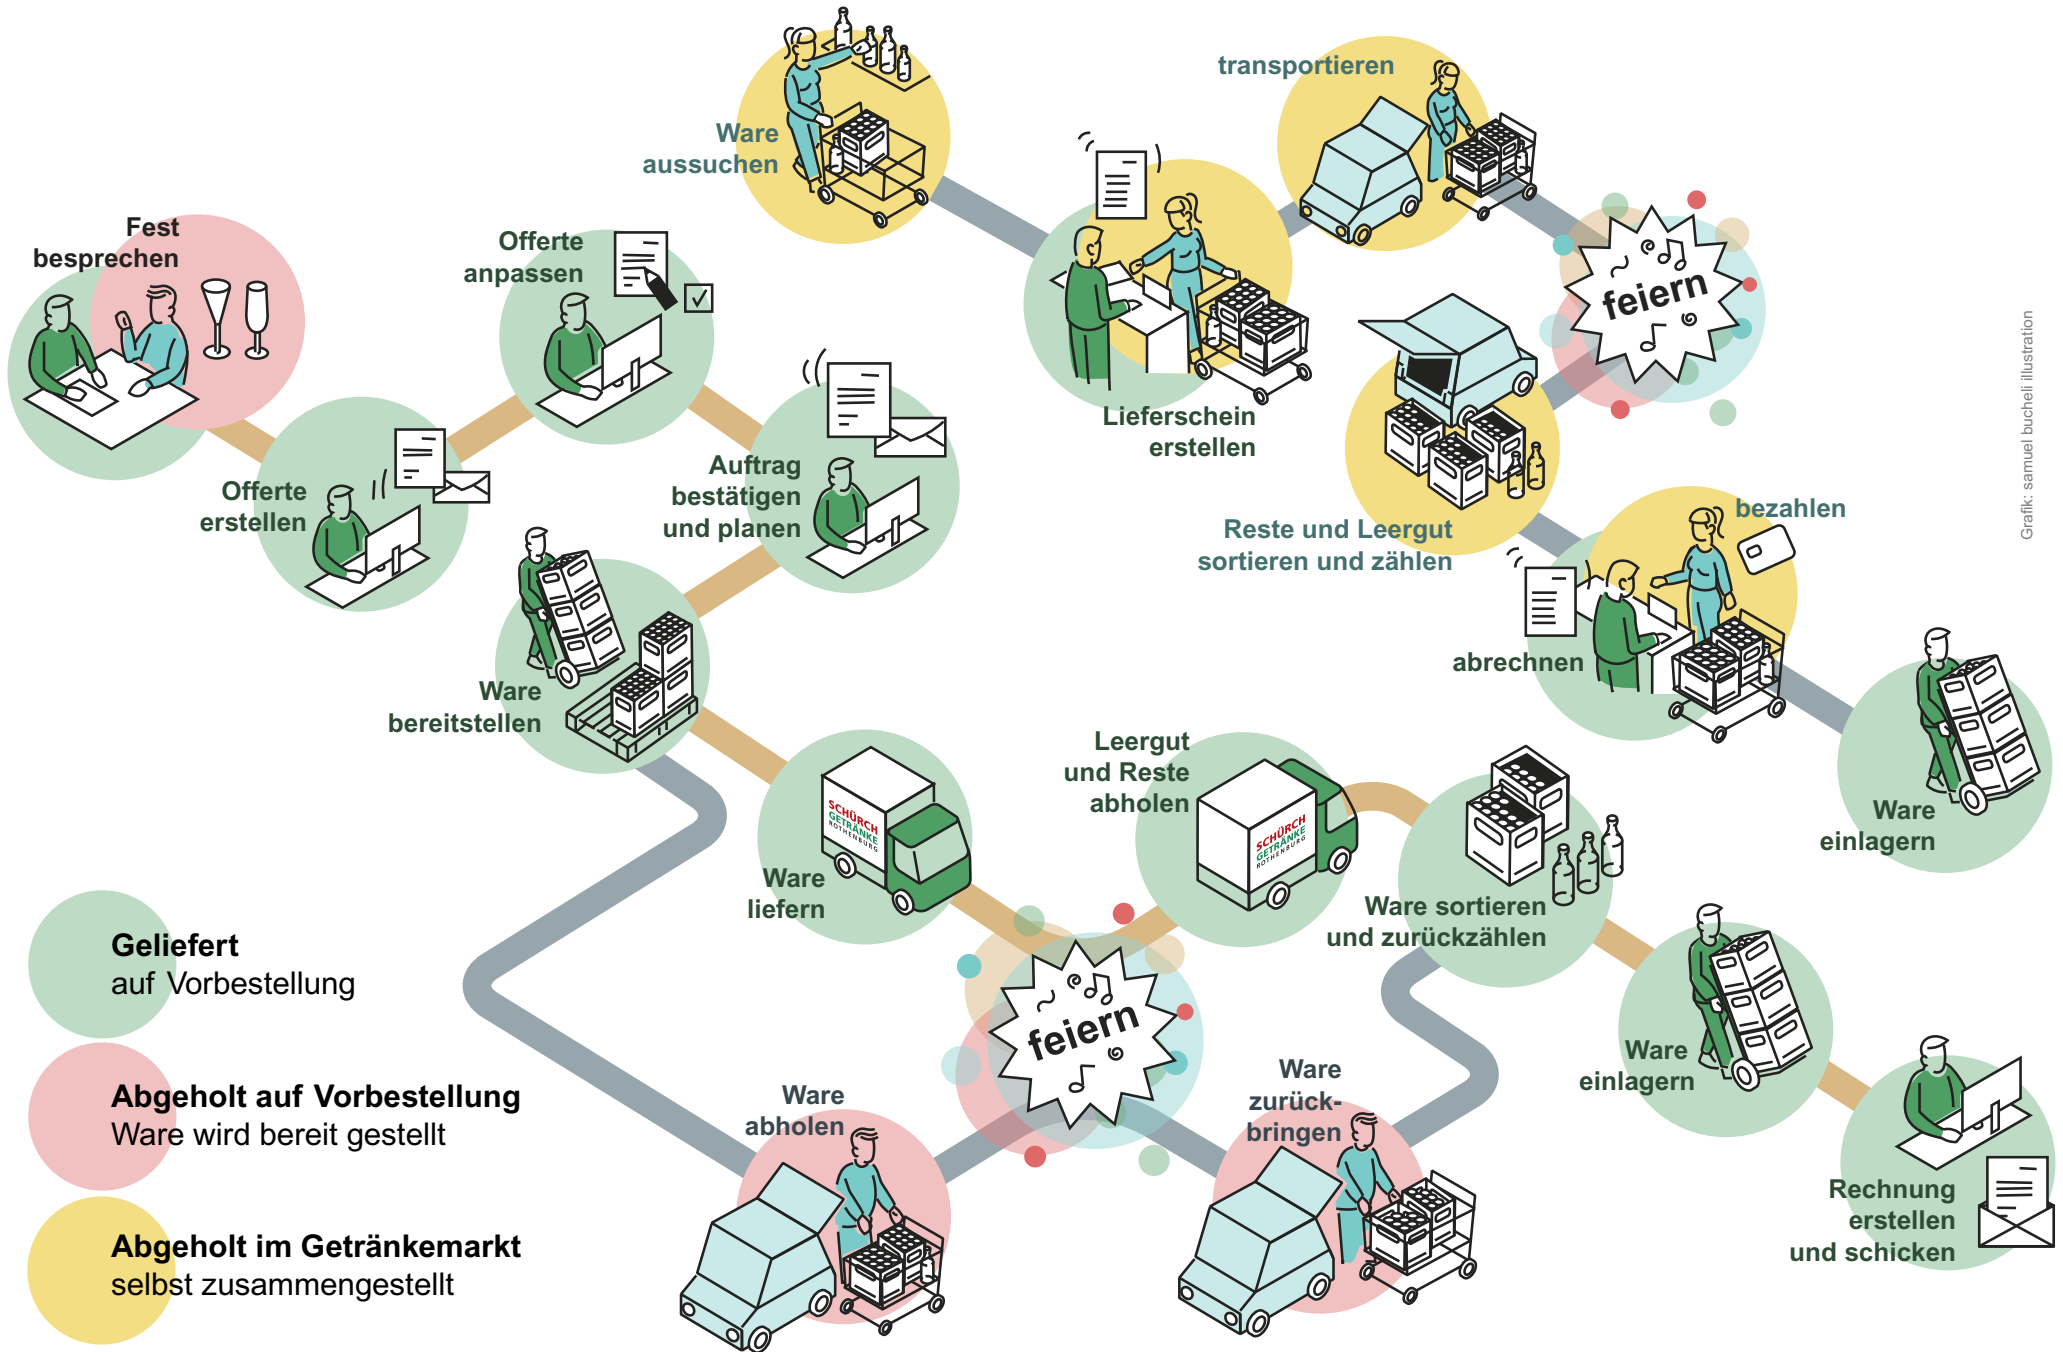 Ware
aussuchen
transportieren
Fest
besprechen
Offerte
anpassen
feiern
Lieferschein
erstellen
Offerte
erstellen
Auftrag
bestätigen
und planen
Reste und Leergut
sortieren und zählen
bezahlen
abrechnen
Ware
bereitstellen
Leergut
und Reste
abholen
SCHÜRCH
GETRÄNKE
ROTHENBURG
SCHÜRCH
GETRÄNKE
ROTHENBURG
Ware
einlagern
Ware
liefern
Ware sortieren
und zurückzählen
feiern
Ware
einlagern
Ware
abholen
Ware
zurück-
bringen
Rechnung
erstellen
und schicken
Geliefert
auf Vorbestellung
Abgeholt auf Vorbestellung
Ware wird bereit gestellt
Abgeholt im Getränkemarkt
selbst zusammengestellt
Grafik: samuel bucheli illustration